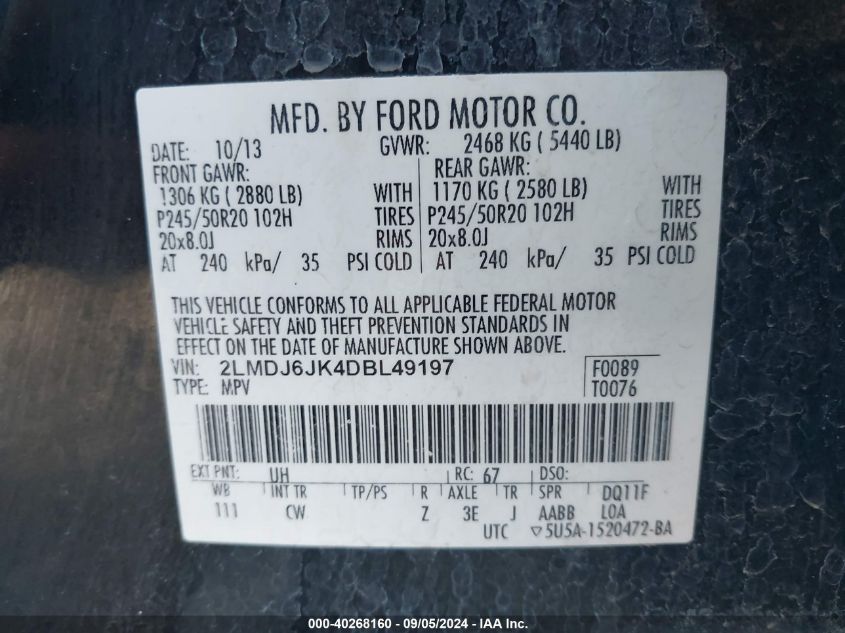 MFD. BY FORD MOTOR CO.
DATE: 10/13 GVWR: 2468 KG ( 5440 LB)
FRONT GAWR: REAR GAWR:
1306 KG ( 2880 LB) WITH 1170 KG ( 2580 LB) WITH
P245/50R20 102H TIRES P245/50R20 102H TIRES
20x8.0J RIMS 20x8.0J RIMS
AT 240 kPa/ 35 PSI COLD AT 240 kPa/ 35 PSI COLD
THIS VEHICLE CONFORMS TO ALL APPLICABLE FEDERAL MOTOR
VEHICLE SAFETY AND THEFT PREVENTION STANDARDS IN
EFFECT ON THE DATE OF MANUFACTURE SHOWN ABOVE.
VIN: 2LMDJ6JK4DBL49197 F0089
TYPE: MPV T0076
EXT PNT: UH RC: 67 DSO:
WB INT TR TP/PS R AXLE TR SPR DQ11F
111 CW Z 3E J AABB LOA
UTC ▽5U5A-1520472-BA
000-40268160 - 09/05/2024 - IAA Inc.